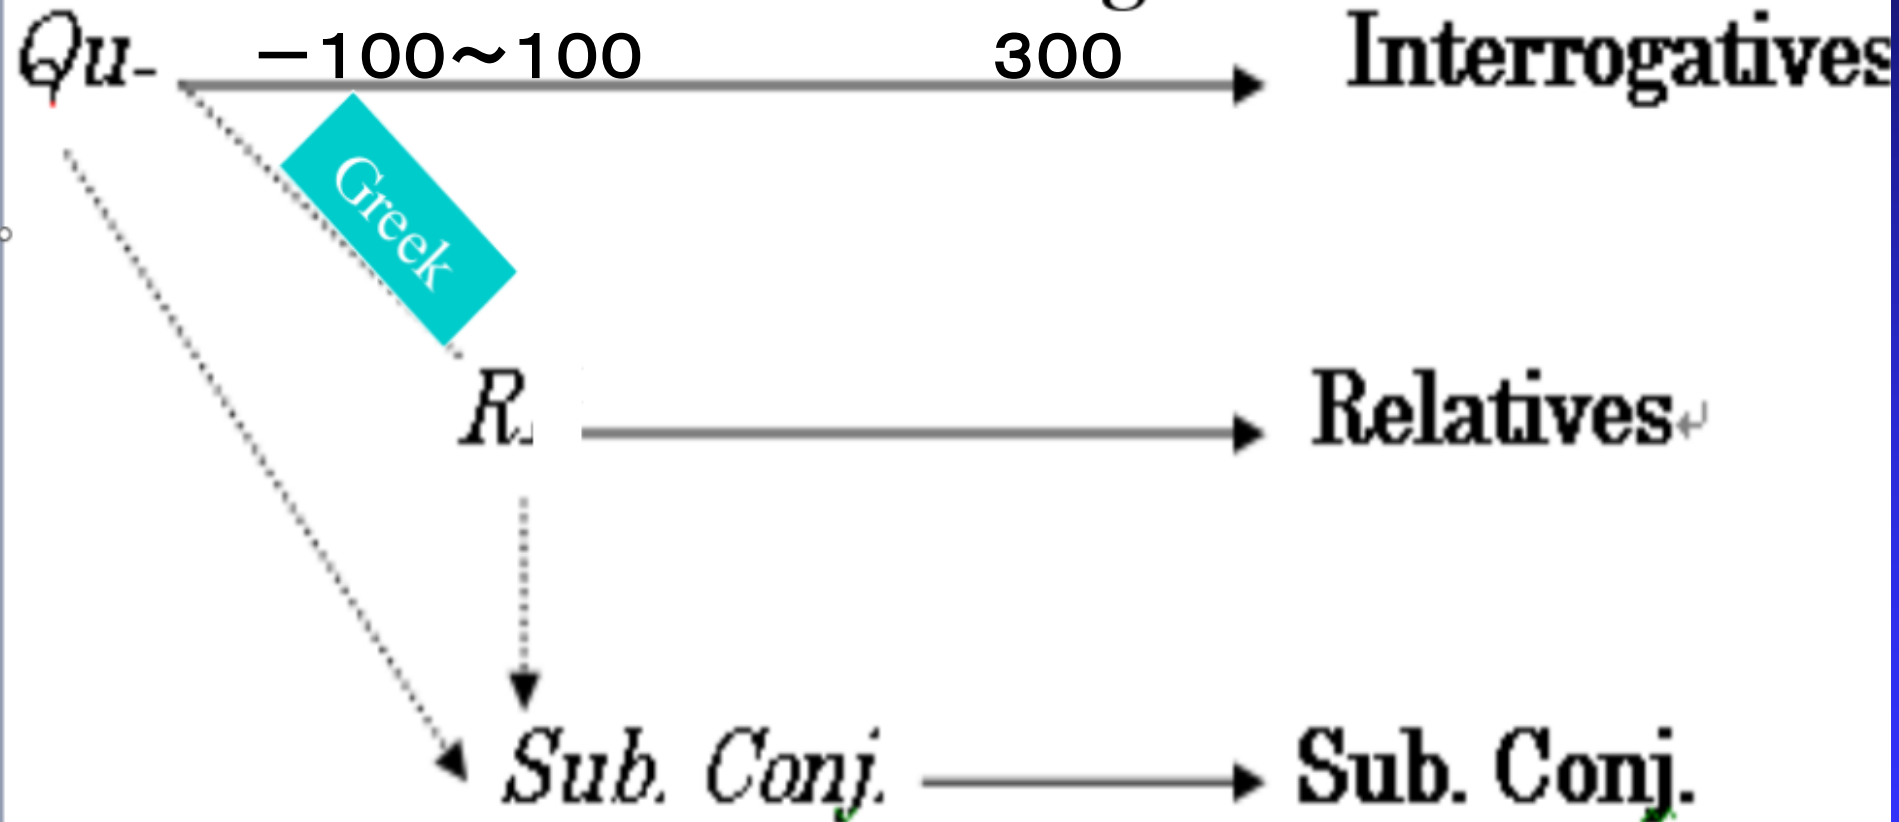 Qu- －100～100 300 Interrogatives
Greek
R. Relatives↵
Sub. Conj. Sub. Conj.